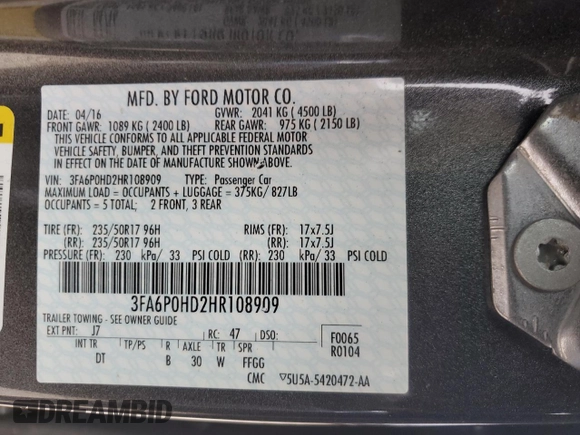 MFD. BY FORD MOTOR CO.
DATE: 04/16 GVWR: 2041 KG ( 4500 LB)
FRONT GAWR: 1089 KG ( 2400 LB) REAR GAWR: 975 KG ( 2150 LB)
THIS VEHICLE CONFORMS TO ALL APPLICABLE FEDERAL MOTOR
VEHICLE SAFETY, BUMPER, AND THEFT PREVENTION STANDARDS IN
EFFECT ON THE DATE OF MANUFACTURE SHOWN ABOVE.
VIN: 3FA6P0HD2HR108909 TYPE: Passenger Car
MAXIMUM LOAD = OCCUPANTS + LUGGAGE = 375KG/ 827LB
OCCUPANTS = 5 TOTAL; 2 FRONT, 3 REAR
TIRE (FR): 235/50R17 96H RIMS (FR): 17x7.5J
(RR): 235/50R17 96H (RR): 17x7.5J
PRESSURE (FR): 230 kPa/ 33 PSI COLD (RR): 230 kPa/ 33 PSI COLD
3FA6P0HD2HR108909
TRAILER TOWING - SEE OWNER GUIDE
EXT PNT: J7 RC: 47 DSO: F0065
R0104
INT TR TP/PS R AXLE TR SPR
DT B 30 W FFGG
CMC ▽5U5A-5420472-AA
DREAMBID